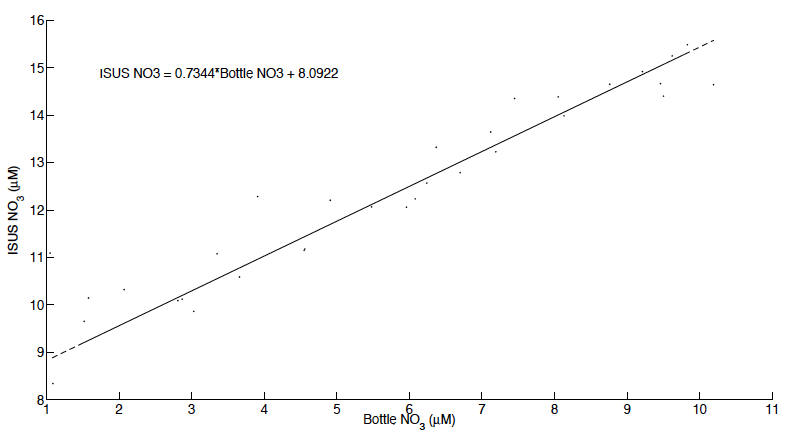 16
15
14
13
12
11
10
9
8
ISUS NO3 = 0.7344*Bottle NO3 + 8.0922
ISUS NO3 (μM)
1 2 3 4 5 6 7 8 9 10 11
Bottle NO3 (μM)